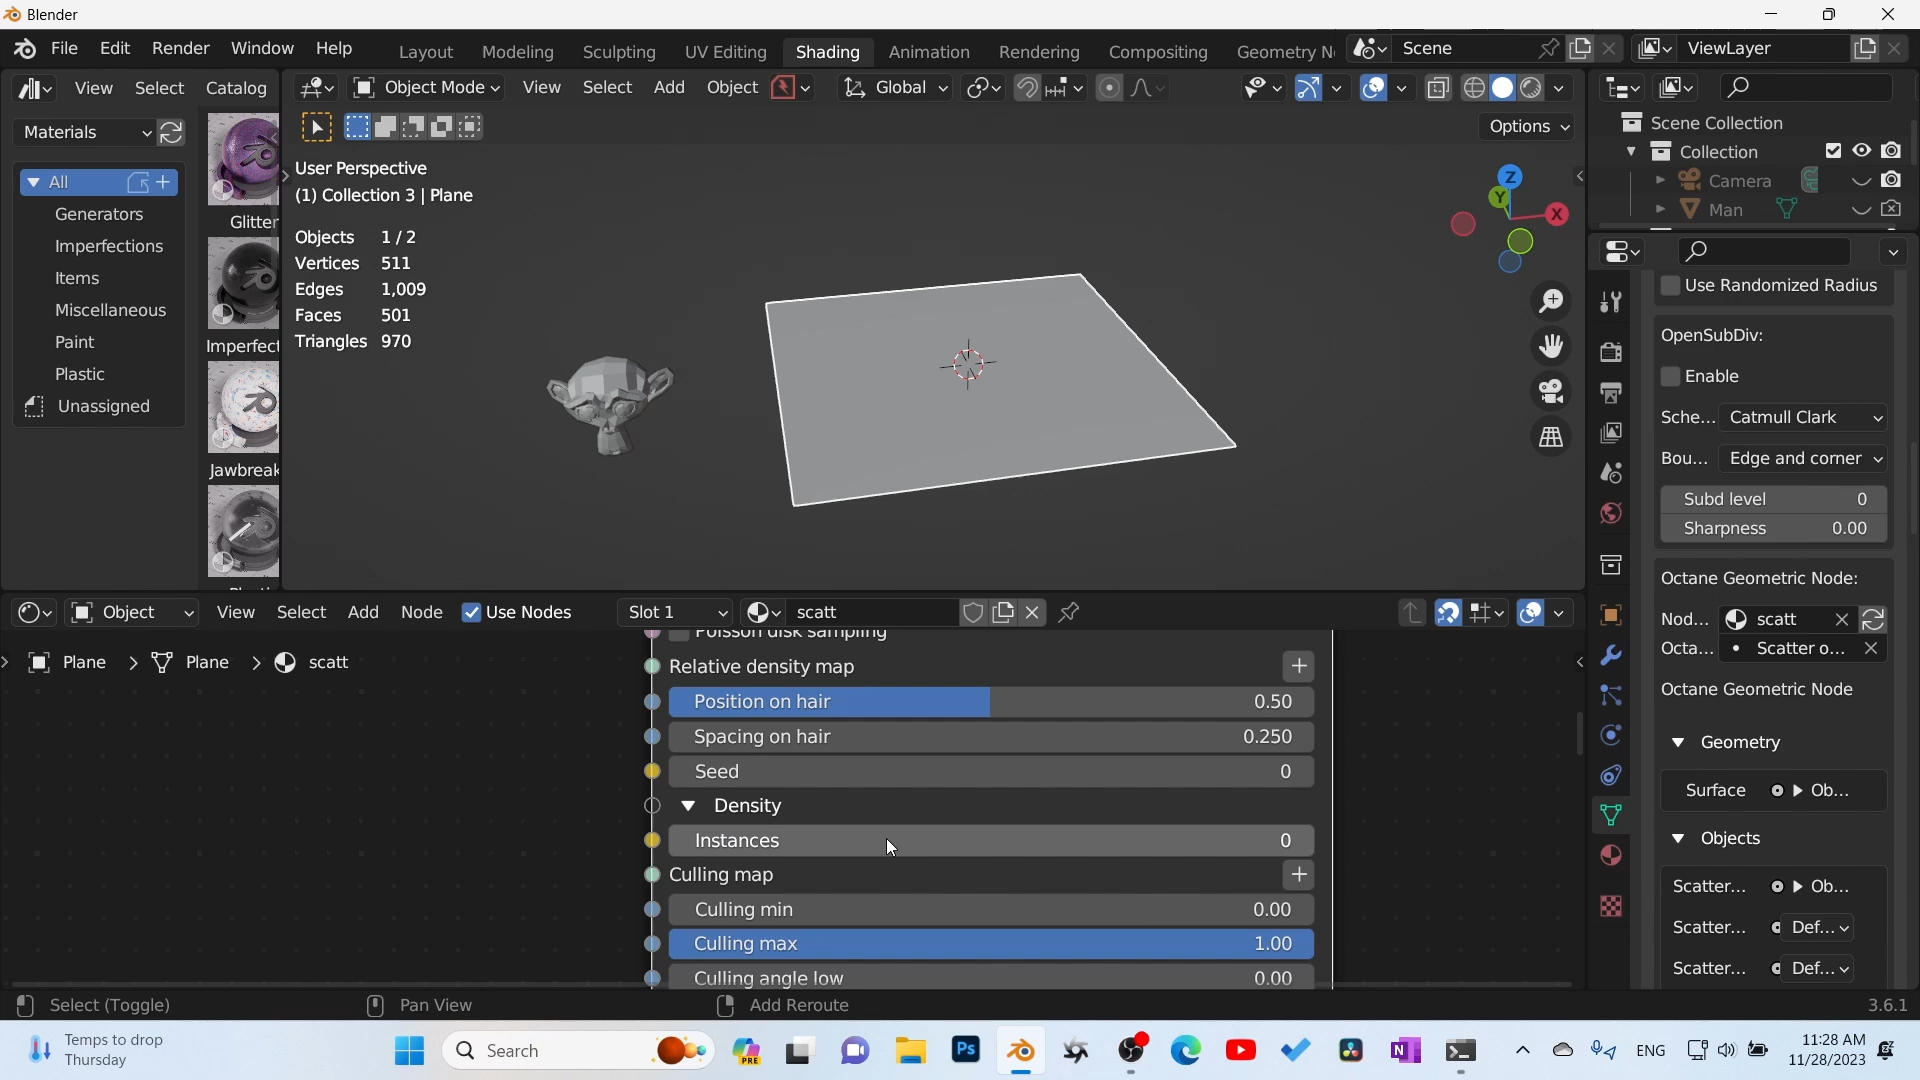 Blender
File Edit Render Window Help Layout Modeling Sculpting UV Editing Shading Animation Rendering Compositing Geometry N Scene ViewLayer
View Select Catalog Object Mode View Select Add Object Global
Materials
Options
All
Generators
Imperfections
Items
Miscellaneous
Paint
Plastic
Unassigned
Glitter
Imperfect
Jawbreak
User Perspective
(1) Collection 3 | Plane
Objects 1/2
Vertices 511
Edges 1,009
Faces 501
Triangles 970
Z
Y
X
Scene Collection
Collection
Camera
Man
Use Randomized Radius
OpenSubDiv:
Enable
Sche... Catmull Clark
Bou... Edge and corner
Subd level 0
Sharpness 0.00
Octane Geometric Node:
Nod... scatt
Octa... Scatter o...
Octane Geometric Node
Geometry
Surface Ob...
Objects
Scatter... Ob...
Scatter... Def...
Scatter... Def...
Object View Select Add Node Use Nodes Slot 1 scatt
Plane > Plane > scatt
Poisson disk sampling
Relative density map
Position on hair 0.50
Spacing on hair 0.250
Seed 0
Density
Instances 0
Culling map
Culling min 0.00
Culling max 1.00
Culling angle low 0.00
Select (Toggle) Pan View Add Reroute 3.6.1
Temps to drop
Thursday
Search
PRE
Ps
N
ENG
11:28 AM
11/28/2023